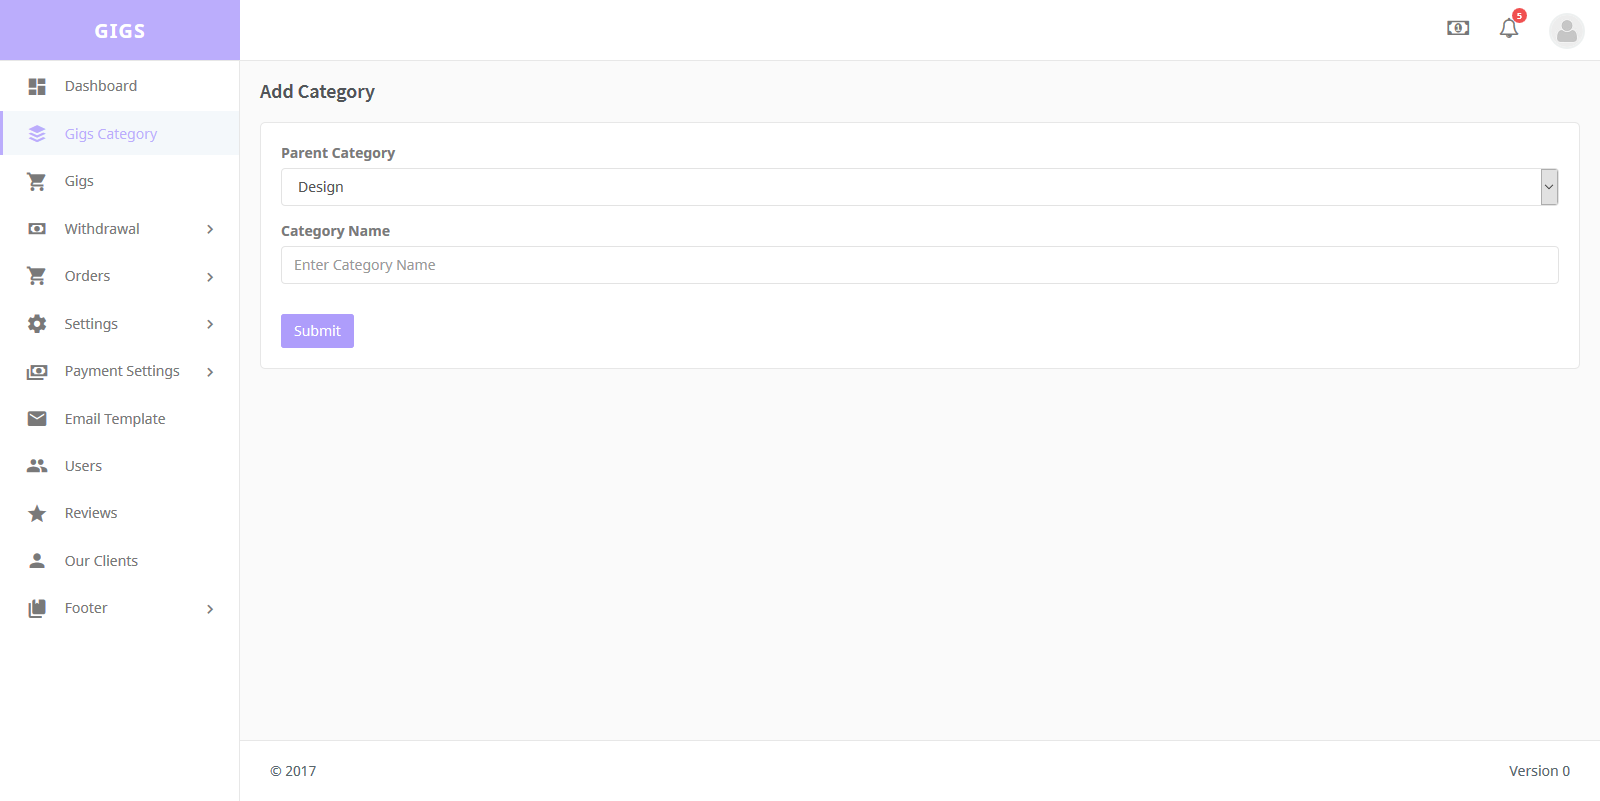 GIGS
5
Dashboard
Gigs Category
Gigs
Withdrawal
Orders
Settings
Payment Settings
Email Template
Users
Reviews
Our Clients
Footer
Add Category
Parent Category
Design
Category Name
Enter Category Name
Submit
© 2017
Version 0